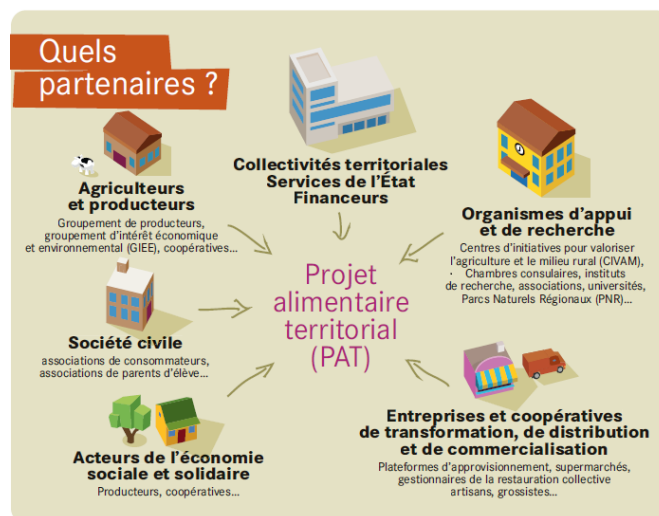 Quels
partenaires ?
Collectivités territoriales
Services de l'État
Financeurs
Agriculteurs
et producteurs
Groupement de producteurs,
groupement d'intérêt économique
et environnemental (GIEE), coopératives...
Organismes d'appui
et de recherche
Centres d'initiatives pour valoriser
l'agriculture et le milieu rural (CIVAM),
Chambres consulaires, instituts
de recherche, associations, universités,
Parcs Naturels Régionaux (PNR)...
Projet
alimentaire
territorial
(PAT)
Société civile
associations de consommateurs,
associations de parents d'élève...
Acteurs de l'économie
sociale et solidaire
Producteurs, coopératives...
Entreprises et coopératives
de transformation, de distribution
et de commercialisation
Plateformes d'approvisionnement, supermarchés,
gestionnaires de la restauration collective
artisans, grossistes...